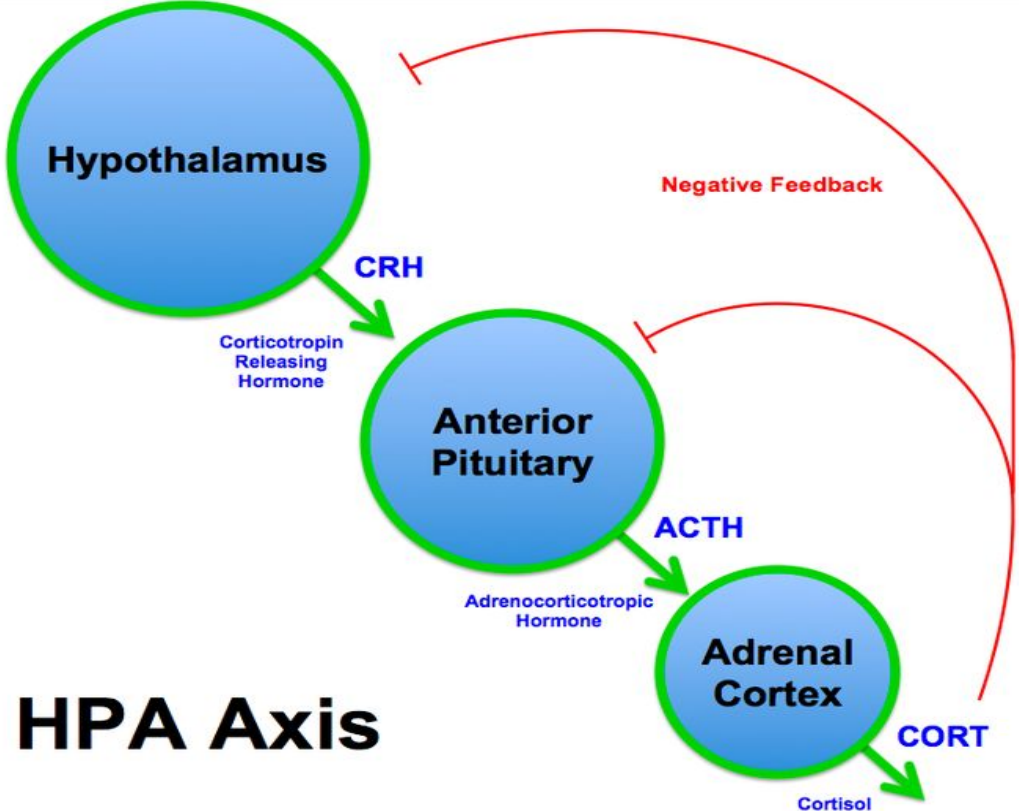 Hypothalamus
Negative Feedback
CRH
Corticotropin
Releasing
Hormone
Anterior
Pituitary
ACTH
Adrenocorticotropic
Hormone
Adrenal
Cortex
HPA Axis
CORT
Cortisol